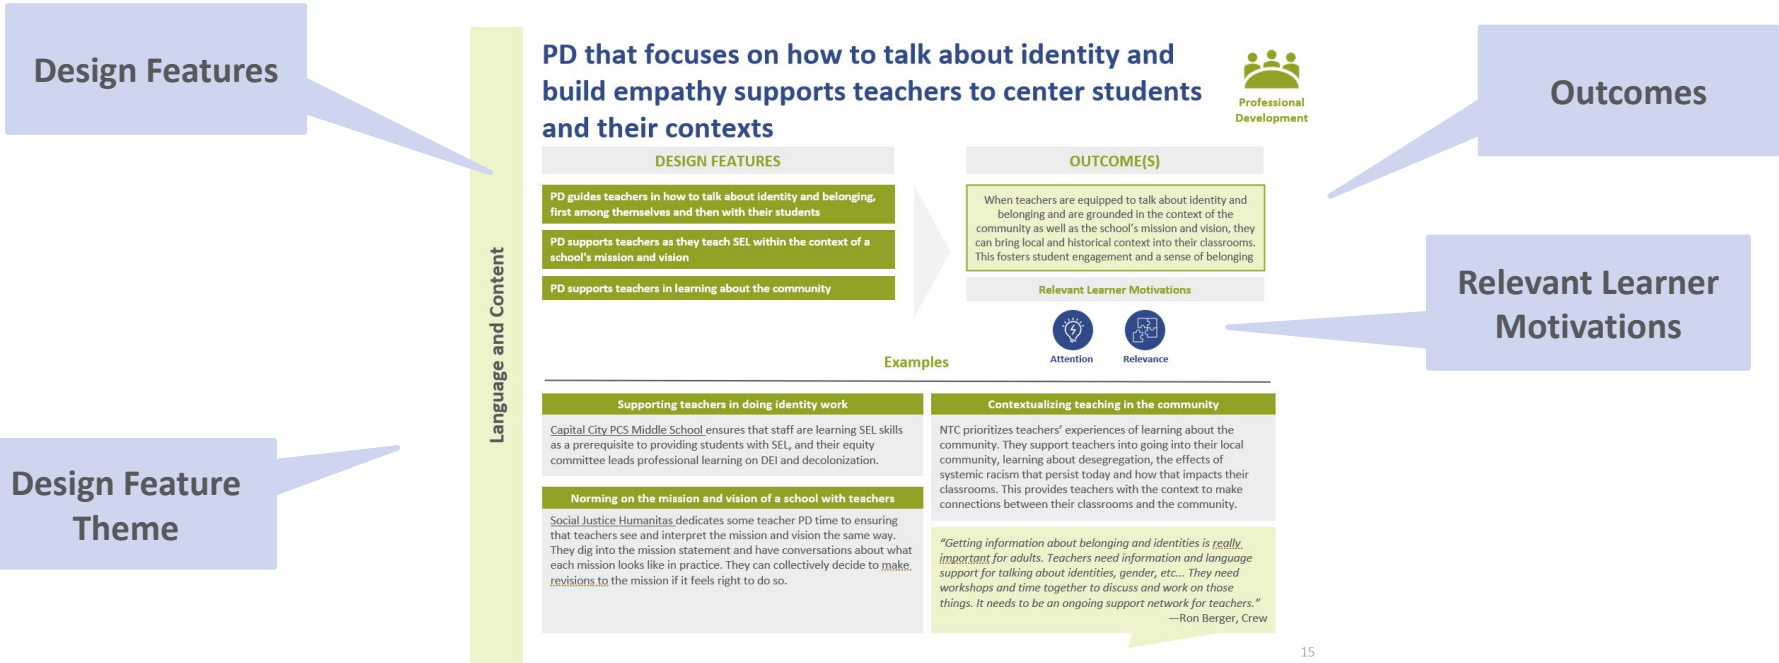 Design Features
Outcomes
Relevant Learner
Motivations
Design Feature
Theme
Language and Content
PD that focuses on how to talk about identity and
build empathy supports teachers to center students
and their contexts
Professional
Development
DESIGN FEATURES
PD guides teachers in how to talk about identity and belonging,
first among themselves and then with their students
PD supports teachers as they teach SEL within the context of a
school's mission and vision
PD supports teachers in learning about the community
OUTCOME(S)
When teachers are equipped to talk about identity and
belonging and are grounded in the context of the
community as well as the school's mission and vision, they
can bring local and historical context into their classrooms.
This fosters student engagement and a sense of belonging
Relevant Learner Motivations
Attention
Relevance
Examples
Supporting teachers in doing identity work
Capital City PCS Middle School ensures that staff are learning SEL skills
as a prerequisite to providing students with SEL, and their equity
committee leads professional learning on DEI and decolonization.
Norming on the mission and vision of a school with teachers
Social Justice Humanitas dedicates some teacher PD time to ensuring
that teachers see and interpret the mission and vision the same way.
They dig into the mission statement and have conversations about what
each mission looks like in practice. They can collectively decide to make
revisions to the mission if it feels right to do so.
Contextualizing teaching in the community
NTC prioritizes teachers' experiences of learning about the
community. They support teachers into going into their local
community, learning about desegregation, the effects of
systemic racism that persist today and how that impacts their
classrooms. This provides teachers with the context to make
connections between their classrooms and the community.
"Getting information about belonging and identities is really
important for adults. Teachers need information and language
support for talking about identities, gender, etc... They need
workshops and time together to discuss and work on those
things. It needs to be an ongoing support network for teachers."
—Ron Berger, Crew
15